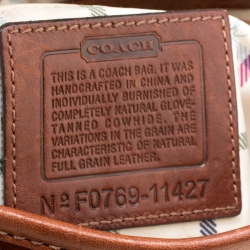 COACH
THIS IS A COACH BAG. IT WAS
HANDCRAFTED IN CHINA AND
INDIVIDUALLY BURNISHED OF
COMPLETELY NATURAL GLOVE-
TANNED COWHIDE. THE
VARIATIONS IN THE GRAIN ARE
CHARACTERISTIC OF NATURAL
FULL GRAIN LEATHER.
Nº F0769-11427